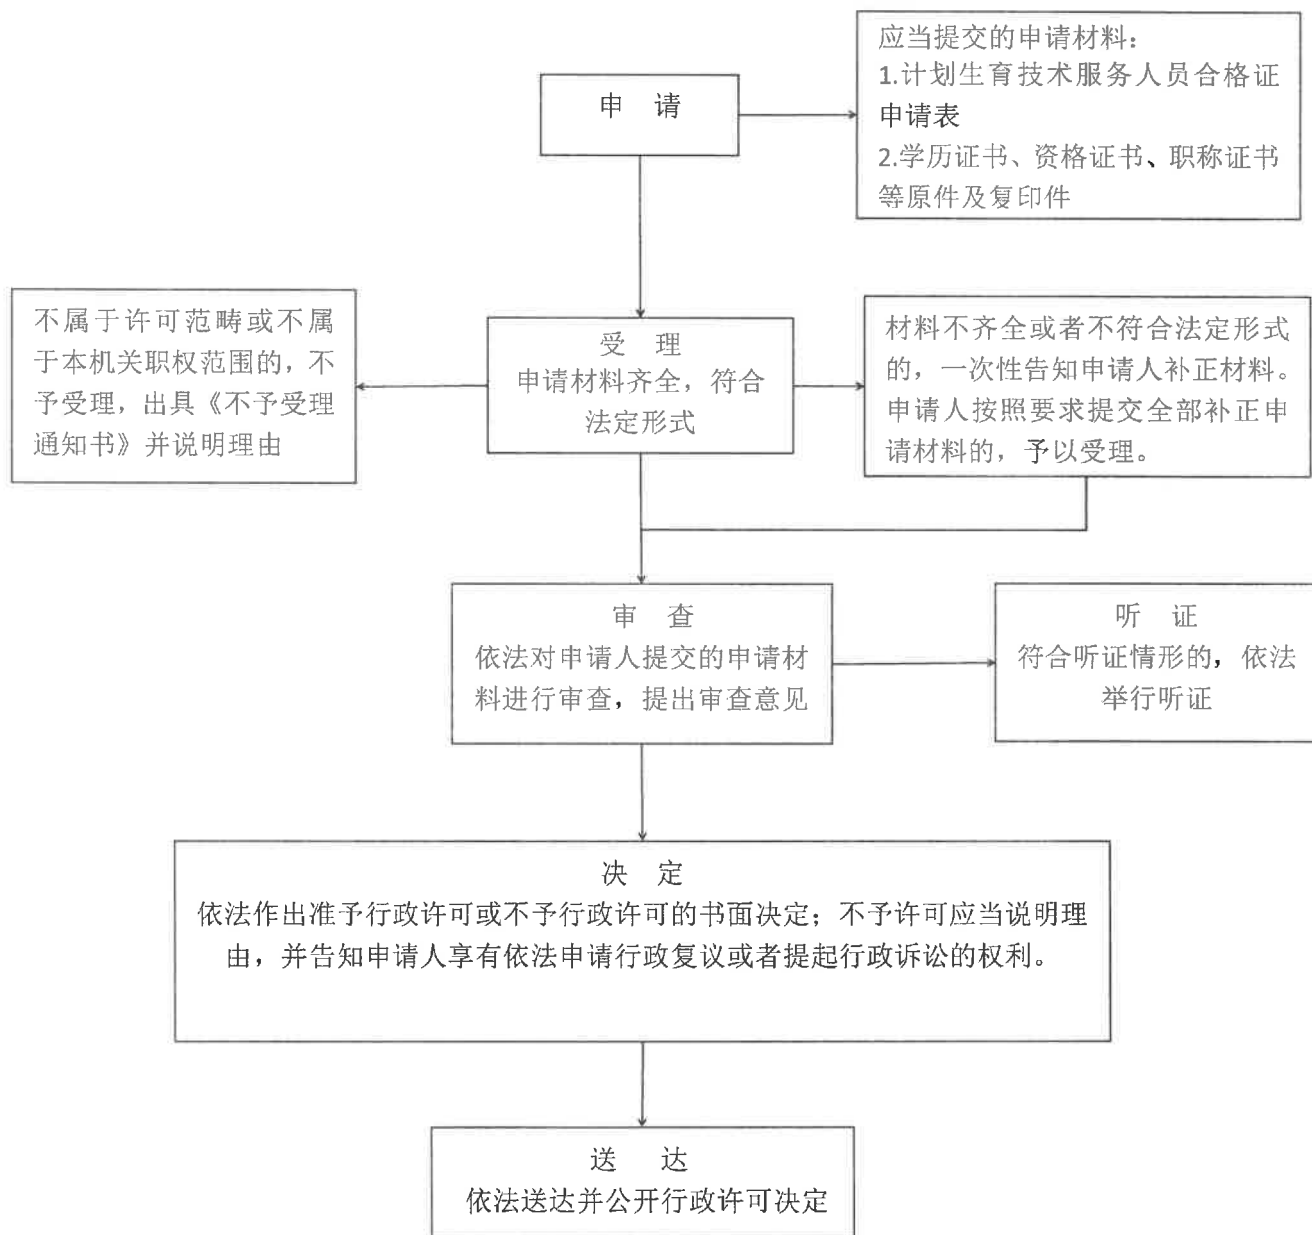 申 请
应当提交的申请材料：
1.计划生育技术服务人员合格证
申请表
2.学历证书、资格证书、职称证书
等原件及复印件
不属于许可范畴或不属
于本机关职权范围的，不
予受理，出具《不予受理
通知书》并说明理由
受 理
申请材料齐全，符合
法定形式
材料不齐全或者不符合法定形式
的，一次性告知申请人补正材料。
申请人按照要求提交全部补正申
请材料的，予以受理。
审 查
依法对申请人提交的申请材
料进行审查，提出审查意见
听 证
符合听证情形的，依法
举行听证
决 定
依法作出准予行政许可或不予行政许可的书面决定；不予许可应当说明理
由，并告知申请人享有依法申请行政复议或者提起行政诉讼的权利。
送 达
依法送达并公开行政许可决定